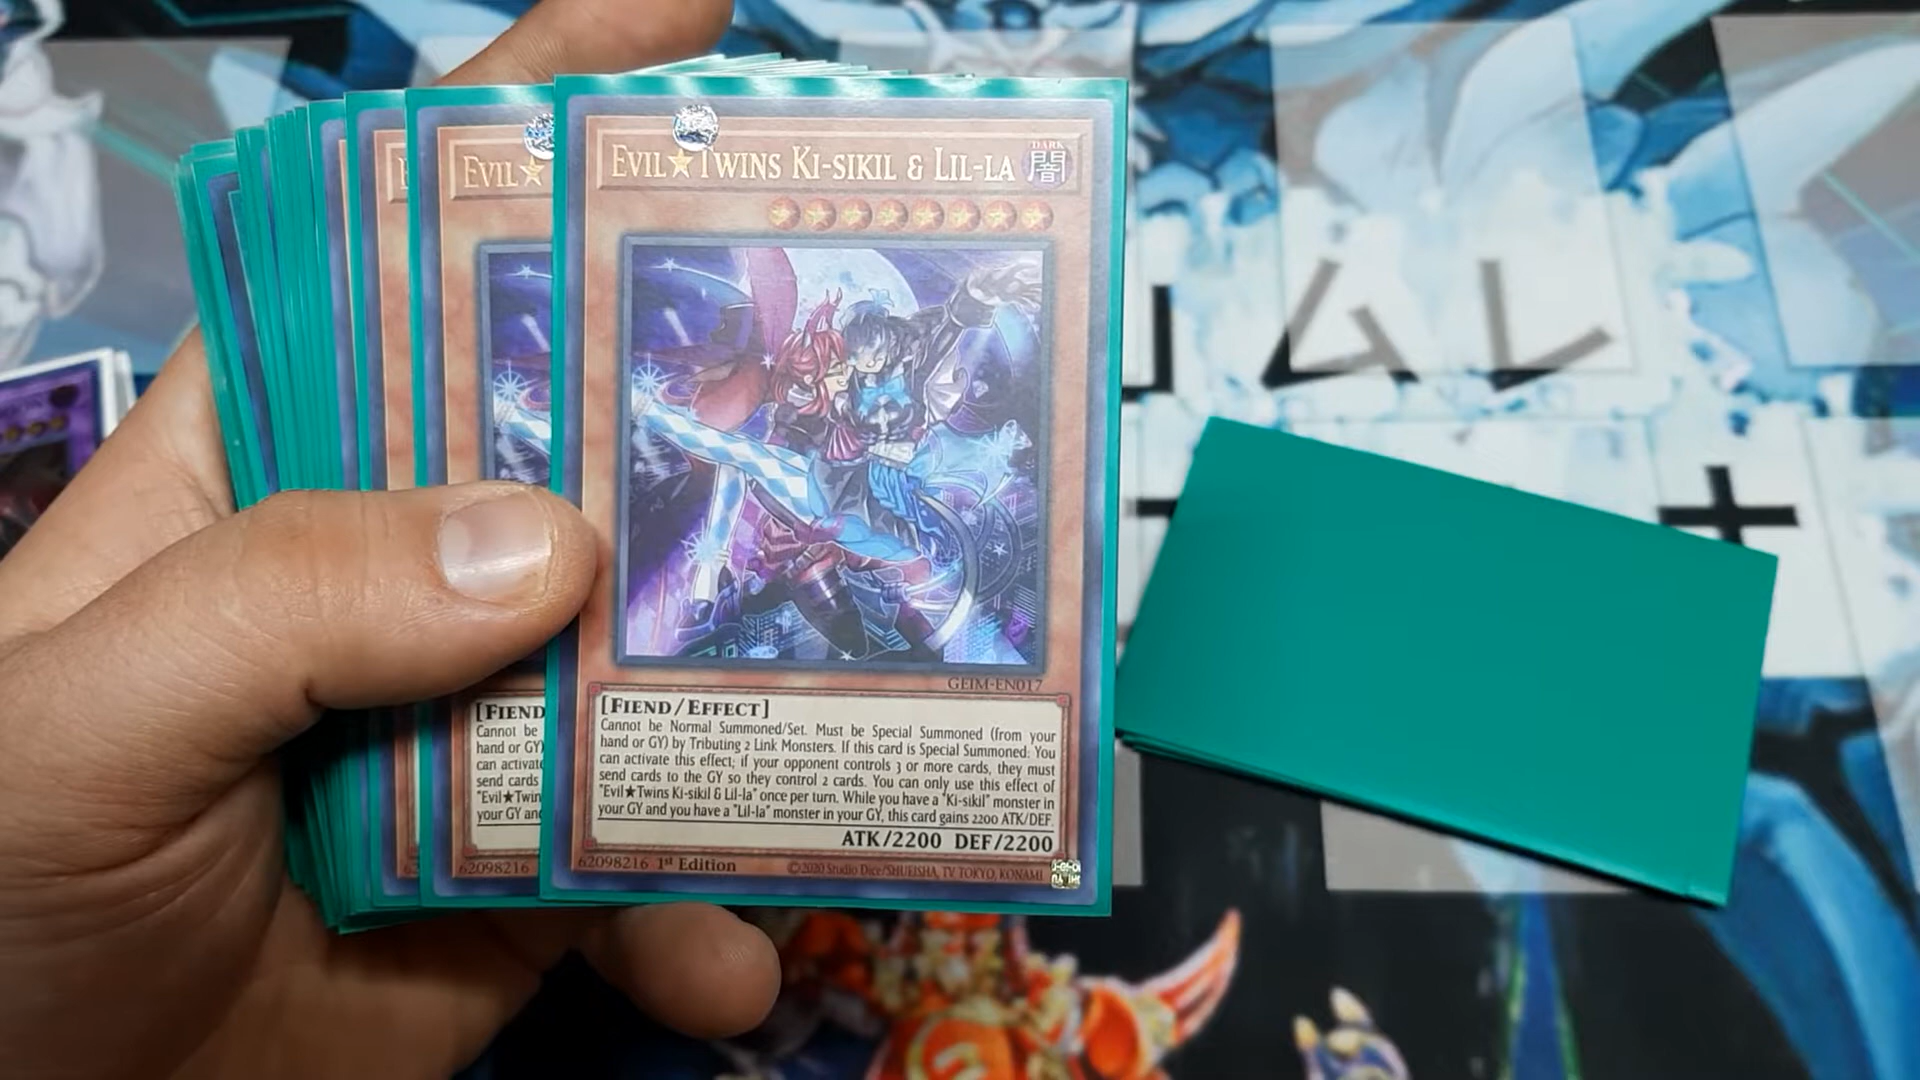 EVIL★TWINS KI-SIKIL & LIL-LA
DARK
闇
EVIL★
E
GEIM-EN017
[FIEND/EFFECT]
Cannot be Normal Summoned/Set. Must be Special Summoned (from your
hand or GY) by Tributing 2 Link Monsters. If this card is Special Summoned: You
can activate this effect; if your opponent controls 3 or more cards, they must
send cards to the GY so they control 2 cards. You can only use this effect of
"Evil★Twins Ki-sikil & Lil-la" once per turn. While you have a "Ki-sikil" monster in
your GY and you have a "Lil-la" monster in your GY, this card gains 2200 ATK/DEF.
ATK/2200 DEF/2200
62098216 1st Edition
©2020 Studio Dice/SHUEISHA, TV TOKYO, KONAMI
[FIEND
Cannot be
hand or GY)
can activate
send cards
"Evil★Twin
your GY and
62098216